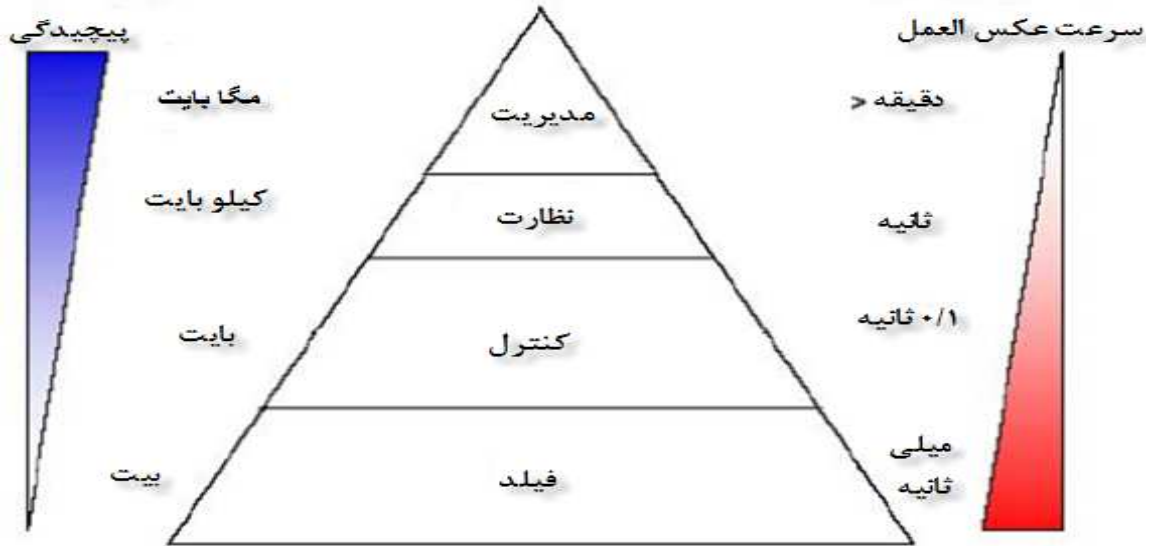 سرعت عکس العمل
پیچیدگی
دقیقه <
مدیریت
مگا بایت
ثانیه
نظارت
کیلو بایت
۰/۱ ثانیه
کنترل
بایت
میلی
ثانیه
فیلد
بیت